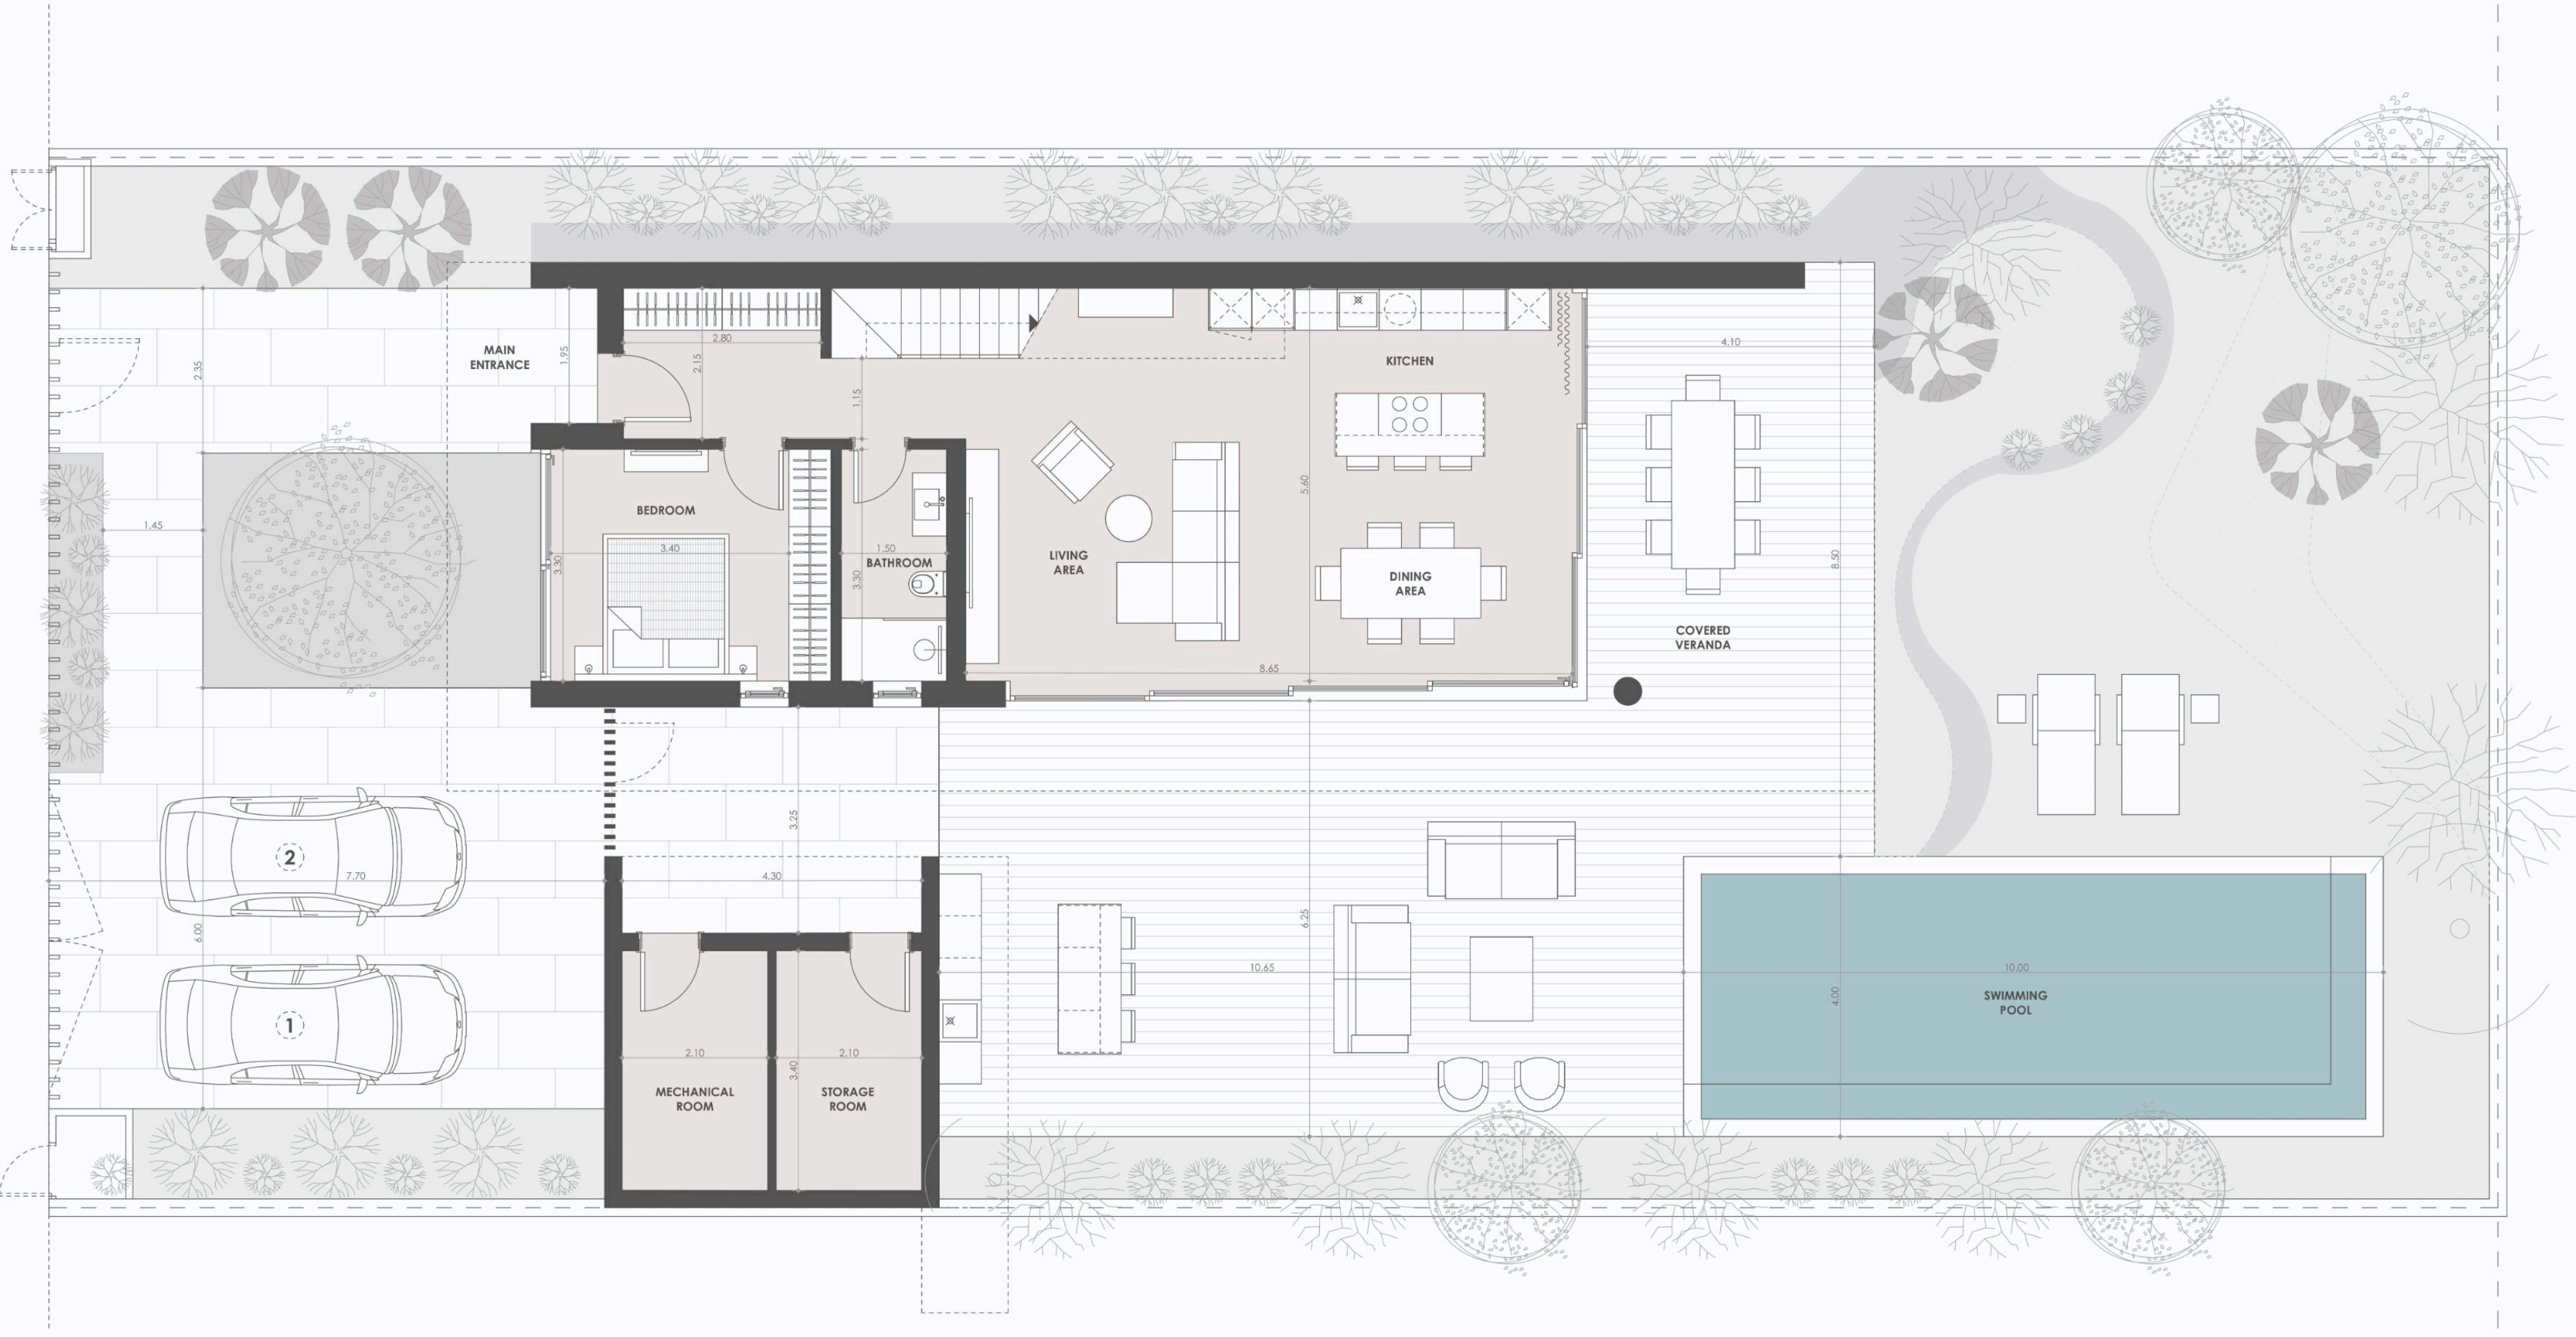 MAIN
ENTRANCE
1.95
2.80
2.15
2.35
1.15
KITCHEN
4.10
1.45
BEDROOM
3.40
3.30
1.50
BATHROOM
3.30
LIVING
AREA
5.60
DINING
AREA
8.65
8.50
COVERED
VERANDA
2
7.70
6.00
1
3.25
4.30
2.10
2.10
3.40
MECHANICAL
ROOM
STORAGE
ROOM
6.25
10.65
10.00
4.00
SWIMMING
POOL